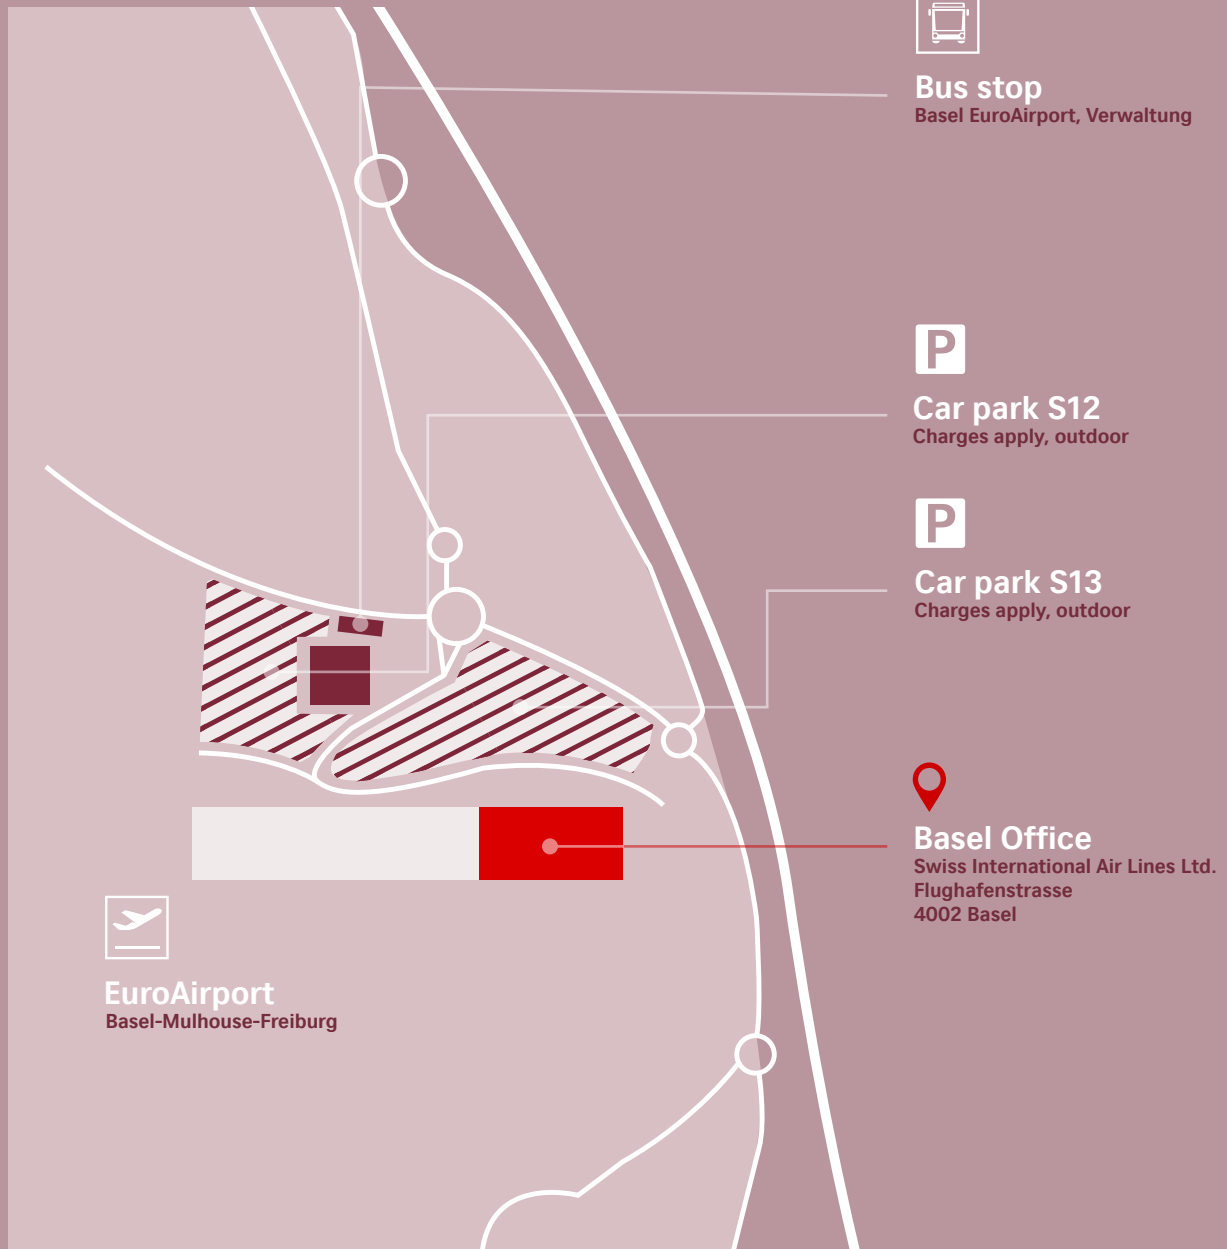 Bus stop
Basel EuroAirport, Verwaltung
P
Car park S12
Charges apply, outdoor
P
Car park S13
Charges apply, outdoor
Basel Office
Swiss International Air Lines Ltd.
Flughafenstrasse
4002 Basel
EuroAirport
Basel-Mulhouse-Freiburg